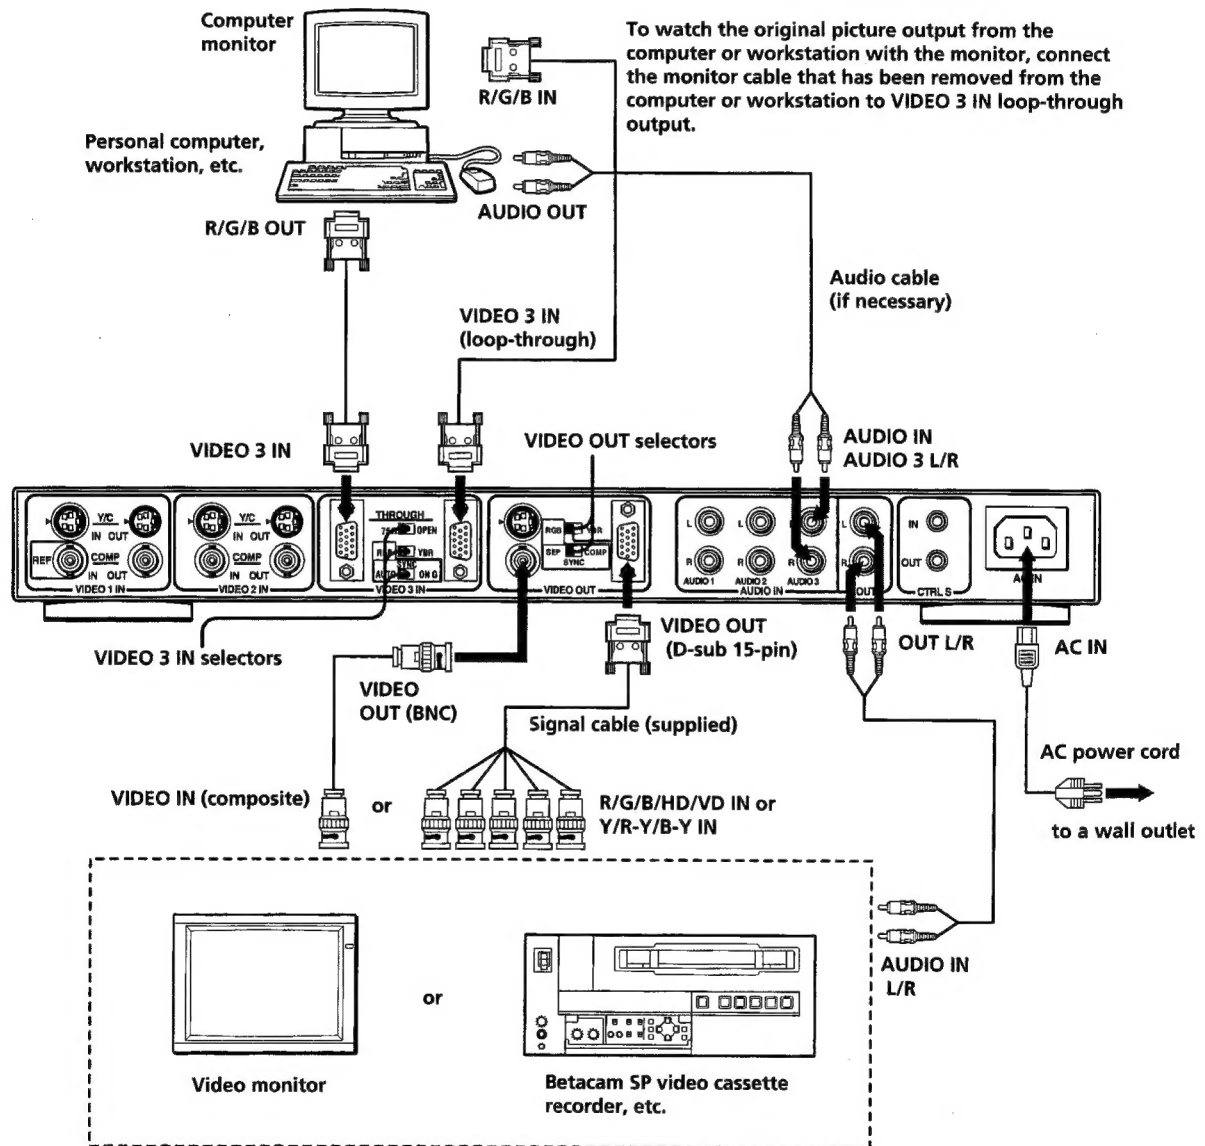 Computer
monitor
To watch the original picture output from the
computer or workstation with the monitor, connect
the monitor cable that has been removed from the
computer or workstation to VIDEO 3 IN loop-through
output.
R/G/B IN
Personal computer,
workstation, etc.
AUDIO OUT
R/G/B OUT
Audio cable
(if necessary)
VIDEO 3 IN
(loop-through)
VIDEO 3 IN
VIDEO OUT selectors
AUDIO IN
AUDIO 3 L/R
Y/C
IN OUT
REF
COMP
IN OUT
VIDEO 1 IN
Y/C
IN OUT
COMP
IN OUT
VIDEO 2 IN
THROUGH
OPEN
YBR
SYNC
AUTO
ON G
VIDEO 3 IN
RGB
YBR
SEP
COMP
SYNC
VIDEO OUT
L
L
L
R
R
R
R
AUDIO 1
AUDIO 2
AUDIO 3
AUDIO IN
OUT
IN
OUT
CTRL S
VIDEO 3 IN selectors
VIDEO OUT
(D-sub 15-pin)
OUT L/R
AC IN
VIDEO
OUT (BNC)
Signal cable (supplied)
AC power cord
VIDEO IN (composite)
or
R/G/B/HD/VD IN or
Y/R-Y/B-Y IN
to a wall outlet
AUDIO IN
L/R
or
Video monitor
Betacam SP video cassette
recorder, etc.